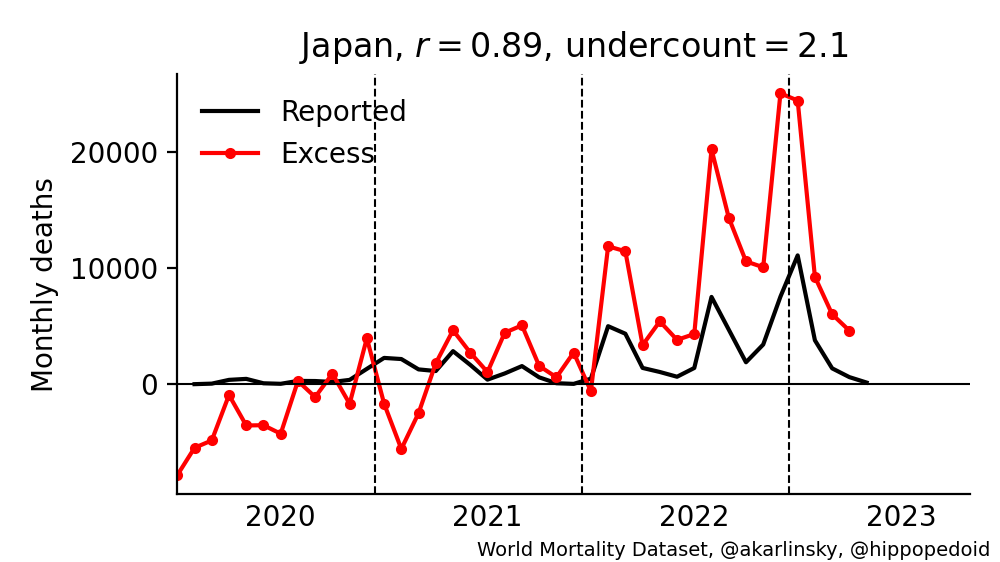 Japan, r = 0.89, undercount = 2.1
Reported
Excess
Monthly deaths
20000
10000
0
2020 2021 2022 2023
World Mortality Dataset, @akarlinsky, @hippopedoid